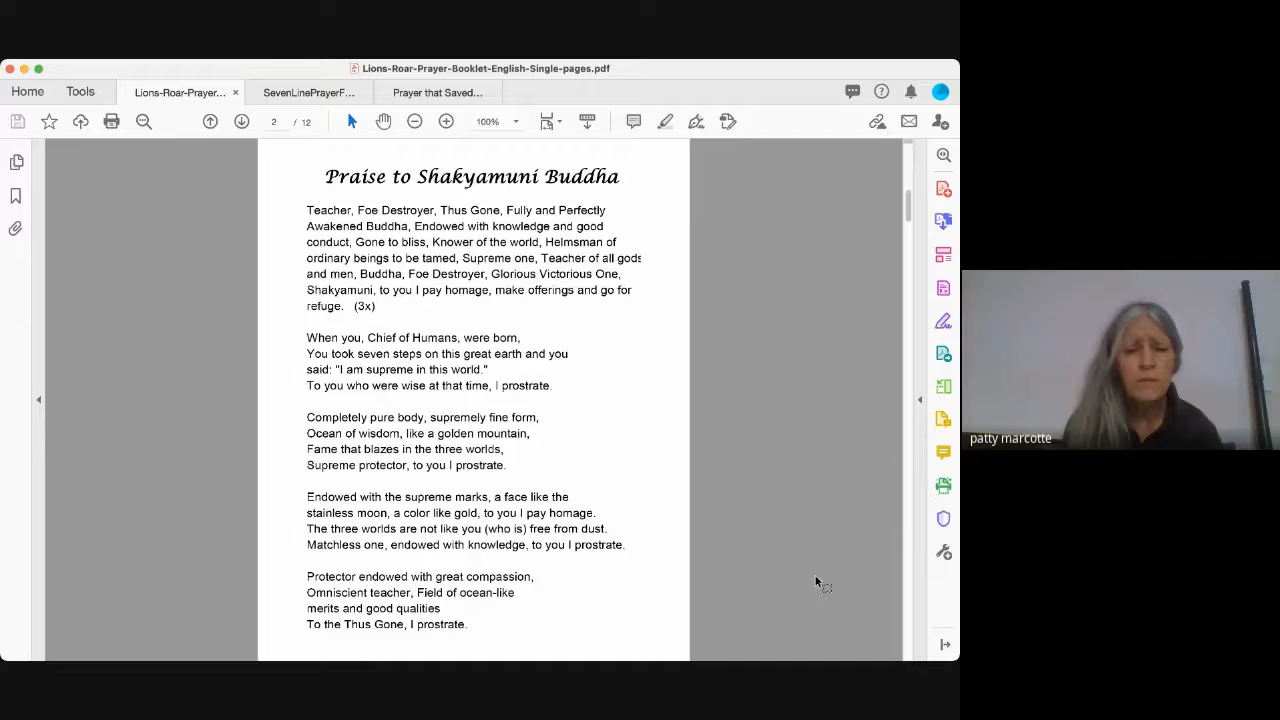 Lions-Roar-Prayer-Booklet-English-Single-pages.pdf
Home
Tools
Lions-Roar-Prayer...
SevenLinePrayerF...
Prayer that Saved...
2 / 12
100%
Praise to Shakyamuni Buddha
Teacher, Foe Destroyer, Thus Gone, Fully and Perfectly
Awakened Buddha, Endowed with knowledge and good
conduct, Gone to bliss, Knower of the world, Helmsman of
ordinary beings to be tamed, Supreme one, Teacher of all gods
and men, Buddha, Foe Destroyer, Glorious Victorious One,
Shakyamuni, to you I pay homage, make offerings and go for
refuge. (3x)
When you, Chief of Humans, were born,
You took seven steps on this great earth and you
said: "I am supreme in this world."
To you who were wise at that time, I prostrate.
Completely pure body, supremely fine form,
Ocean of wisdom, like a golden mountain,
Fame that blazes in the three worlds,
Supreme protector, to you I prostrate.
Endowed with the supreme marks, a face like the
stainless moon, a color like gold, to you I pay homage.
The three worlds are not like you (who is) free from dust.
Matchless one, endowed with knowledge, to you I prostrate.
Protector endowed with great compassion,
Omniscient teacher, Field of ocean-like
merits and good qualities
To the Thus Gone, I prostrate.
patty marcotte